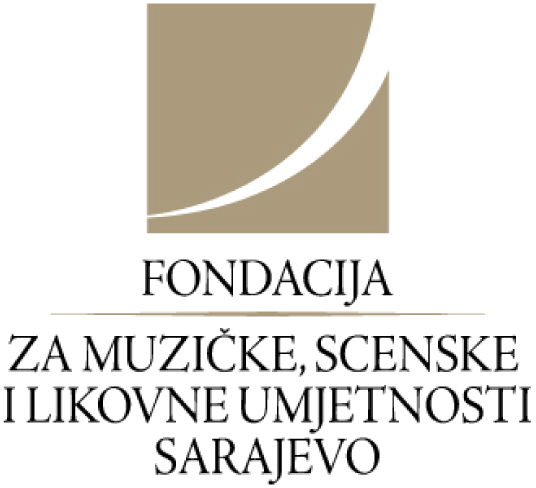 FONDACIJA
ZA MUZIČKE, SCENSKE
I LIKOVNE UMJETNOSTI
SARAJEVO